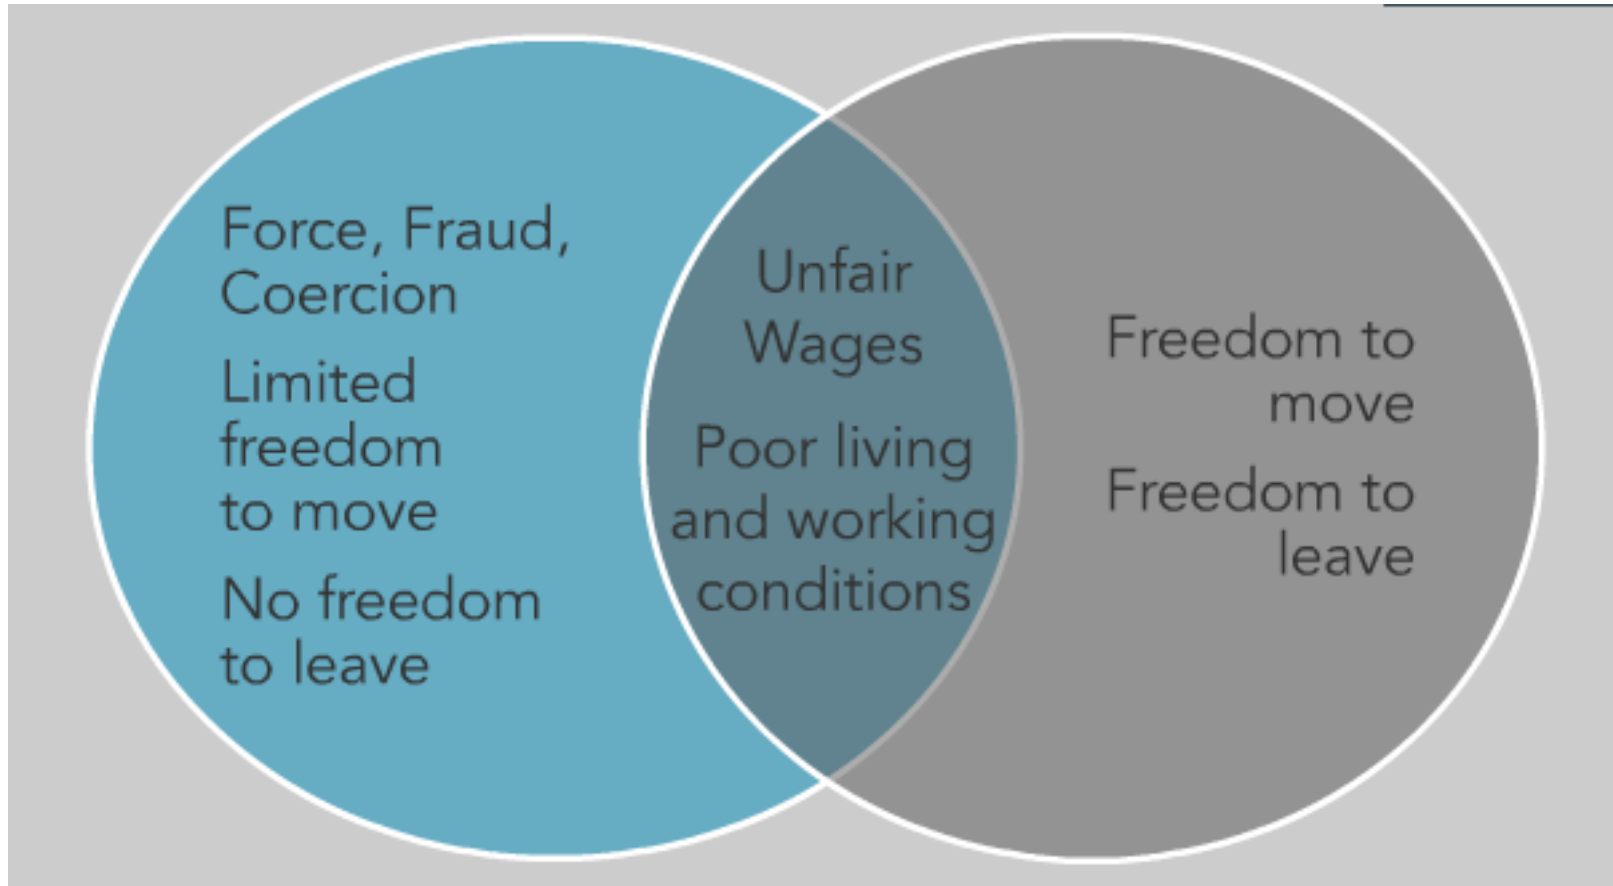 Force, Fraud,
Coercion
Limited
freedom
to move
No freedom
to leave
Unfair
Wages
Poor living
and working
conditions
Freedom to
move
Freedom to
leave